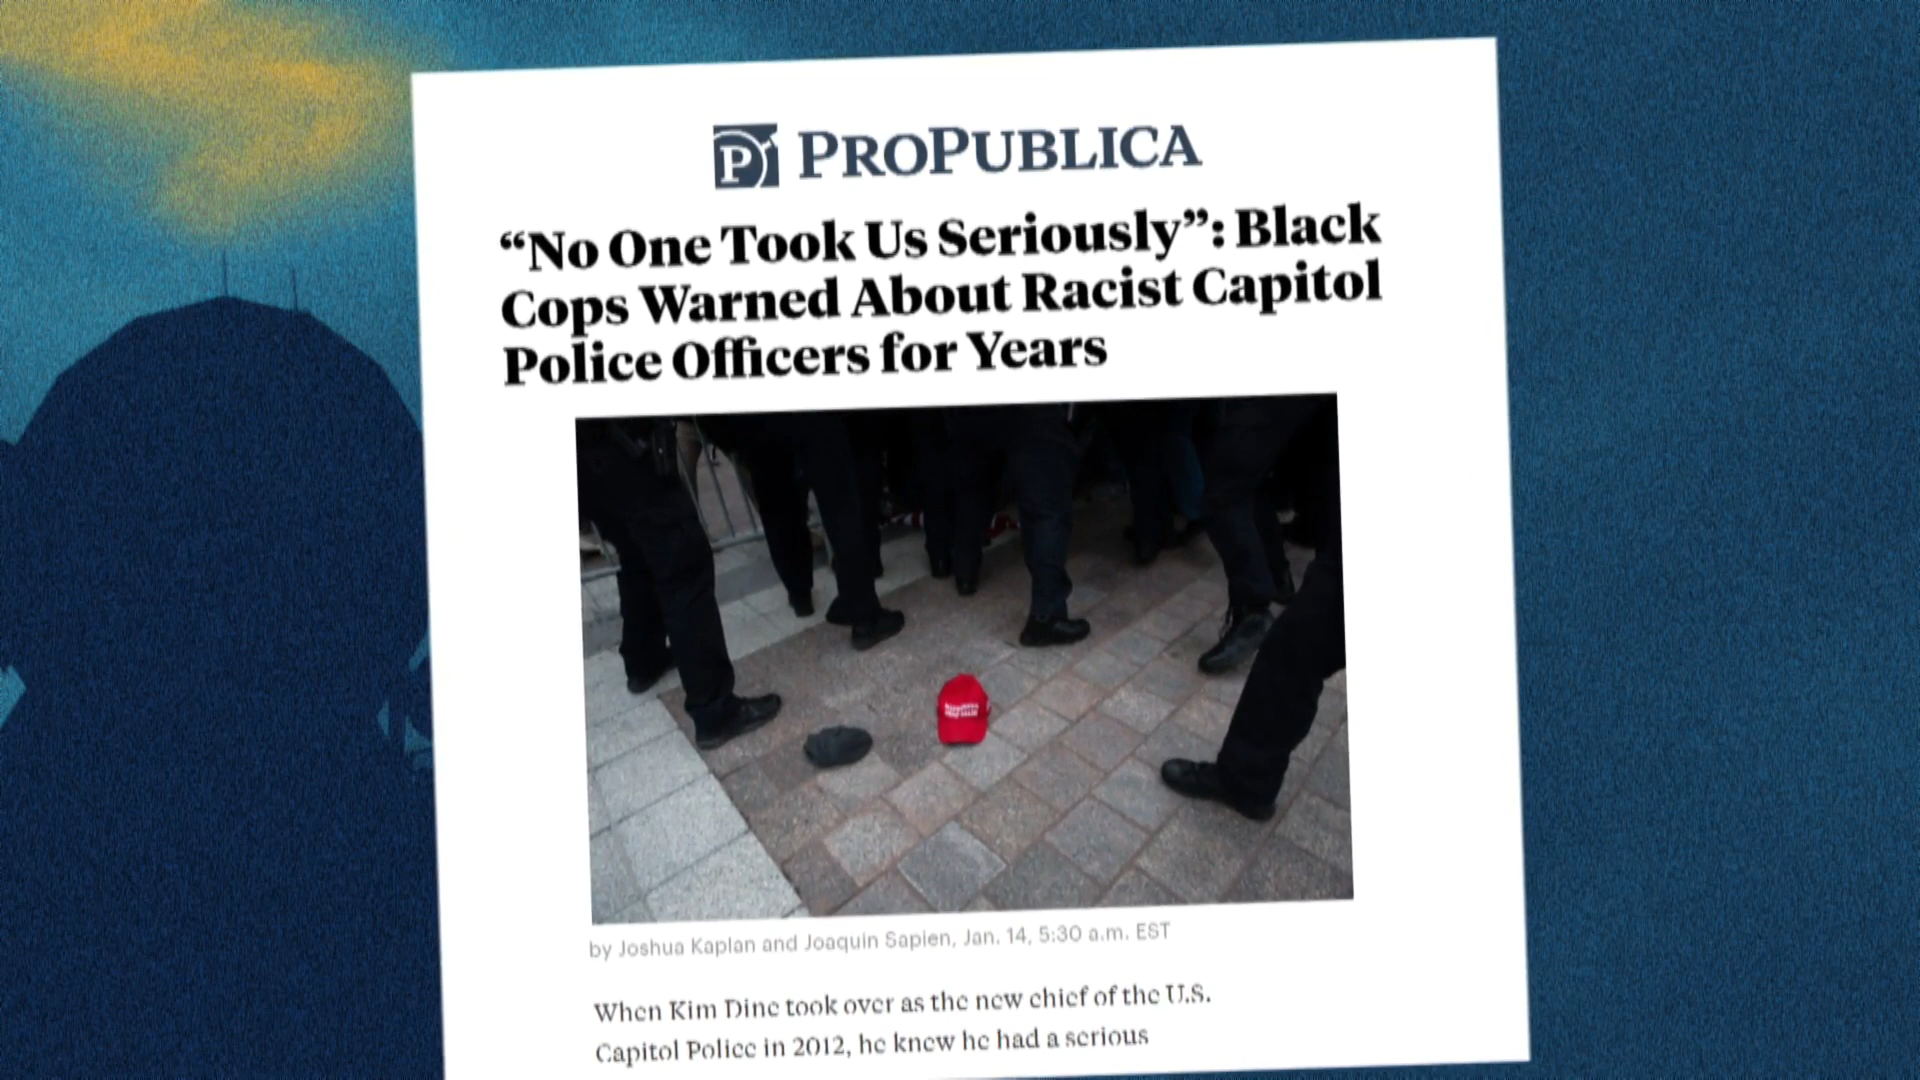 PROPUBLICA
“No One Took Us Seriously”: Black
Cops Warned About Racist Capitol
Police Officers for Years
by Joshua Kaplan and Joaquin Sapien, Jan. 14, 5:30 a.m. EST
When Kim Dine took over as the new chief of the U.S.
Capitol Police in 2012, he knew he had a serious